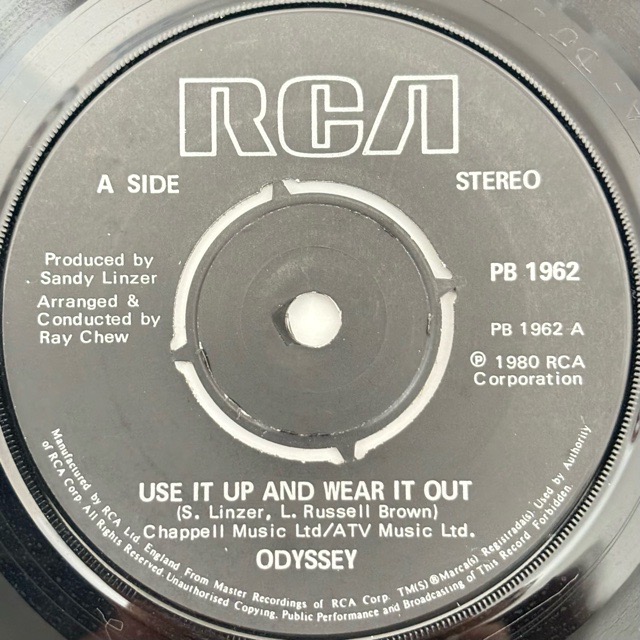 RCA
A SIDE
STEREO
Produced by
Sandy Linzer
Arranged &
Conducted by
Ray Chew
PB 1962
PB 1962 A
℗ 1980 RCA
Corporation
USE IT UP AND WEAR IT OUT
(S. Linzer, L. Russell Brown)
Chappell Music Ltd/ATV Music Ltd.
ODYSSEY
Manufactured by RCA Ltd. England From Master Recordings of RCA Corp. TM(S)®Marca(s) Registrada(s) Used by Authority
of RCA Corp. All Rights Reserved. Unauthorised Copying, Public Performance and Broadcasting of This Record Forbidden.